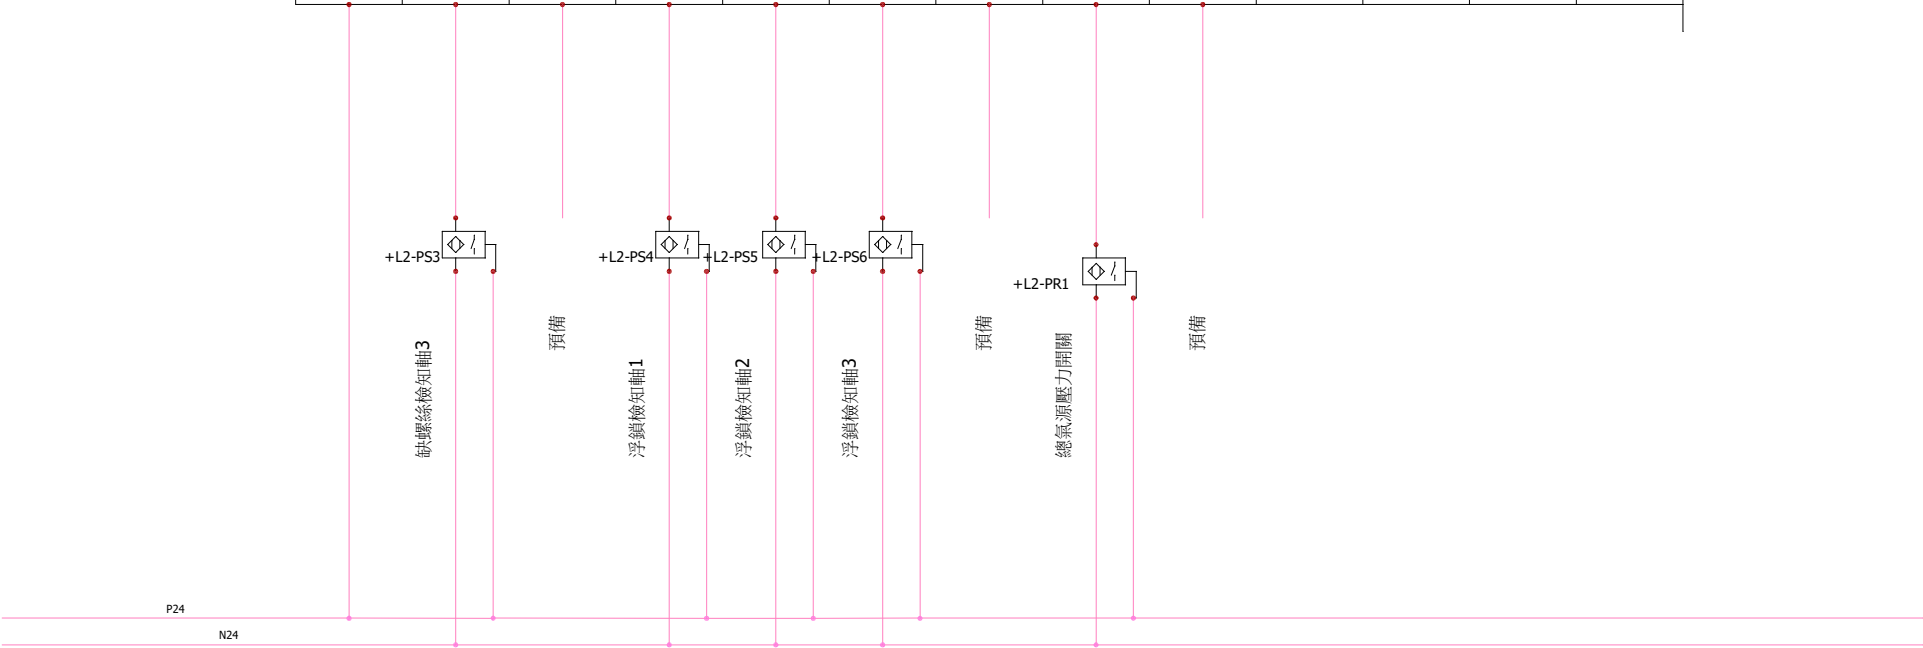 +L2-PS3
+L2-PS4
+L2-PS5
+L2-PS6
+L2-PR1
缺螺絲檢知軸3
預備
浮鎖檢知軸1
浮鎖檢知軸2
浮鎖檢知軸3
預備
總氣源壓力開關
預備
P24
N24